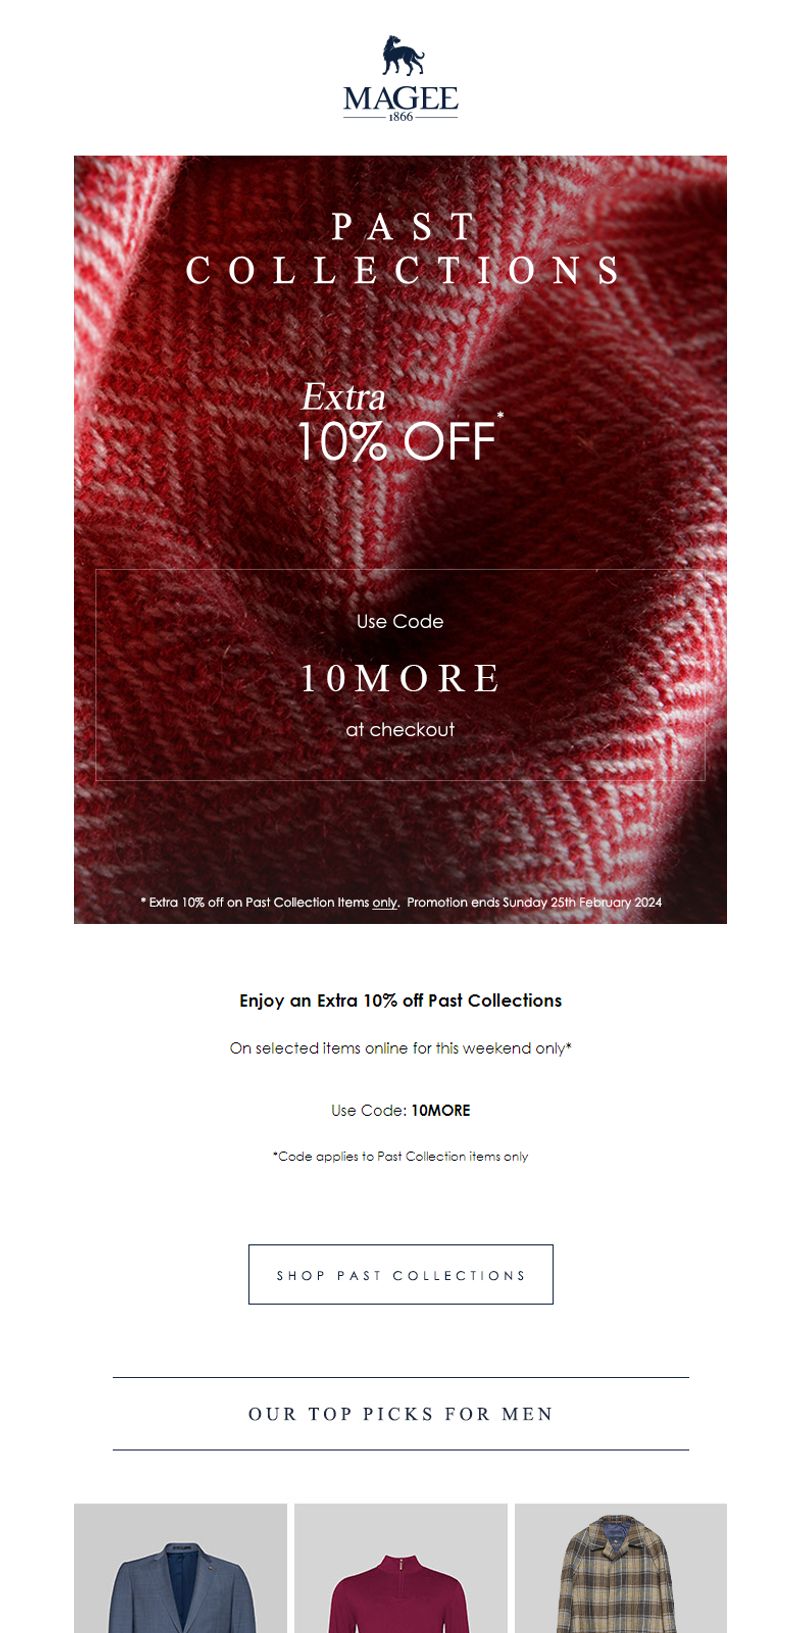 MAGEE
1866
PAST
COLLECTIONS
Extra
10% OFF*
Use Code
10MORE
at checkout
* Extra 10% off on Past Collection Items only. Promotion ends Sunday 25th February 2024
Enjoy an Extra 10% off Past Collections
On selected items online for this weekend only*
Use Code: 10MORE
*Code applies to Past Collection items only
SHOP PAST COLLECTIONS
OUR TOP PICKS FOR MEN